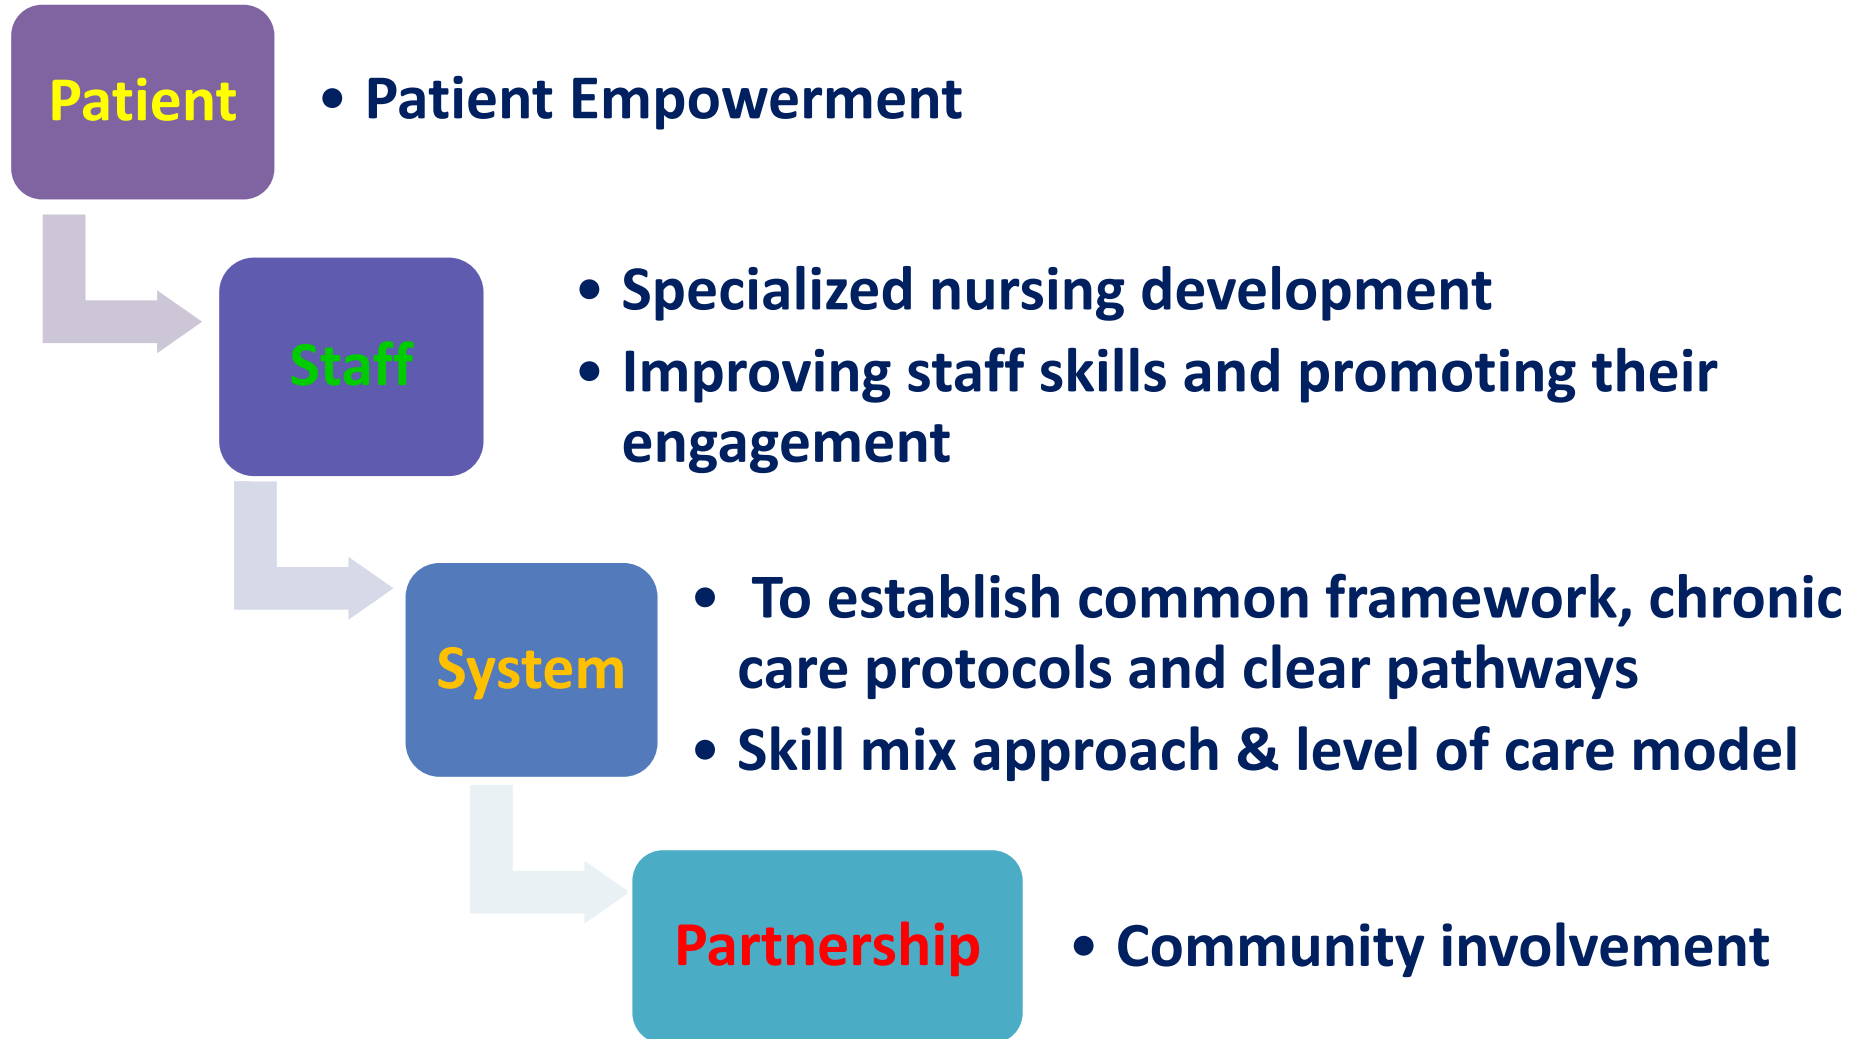 Patient
• Patient Empowerment
Staff
• Specialized nursing development
• Improving staff skills and promoting their
engagement
System
• To establish common framework, chronic
care protocols and clear pathways
• Skill mix approach & level of care model
Partnership
• Community involvement